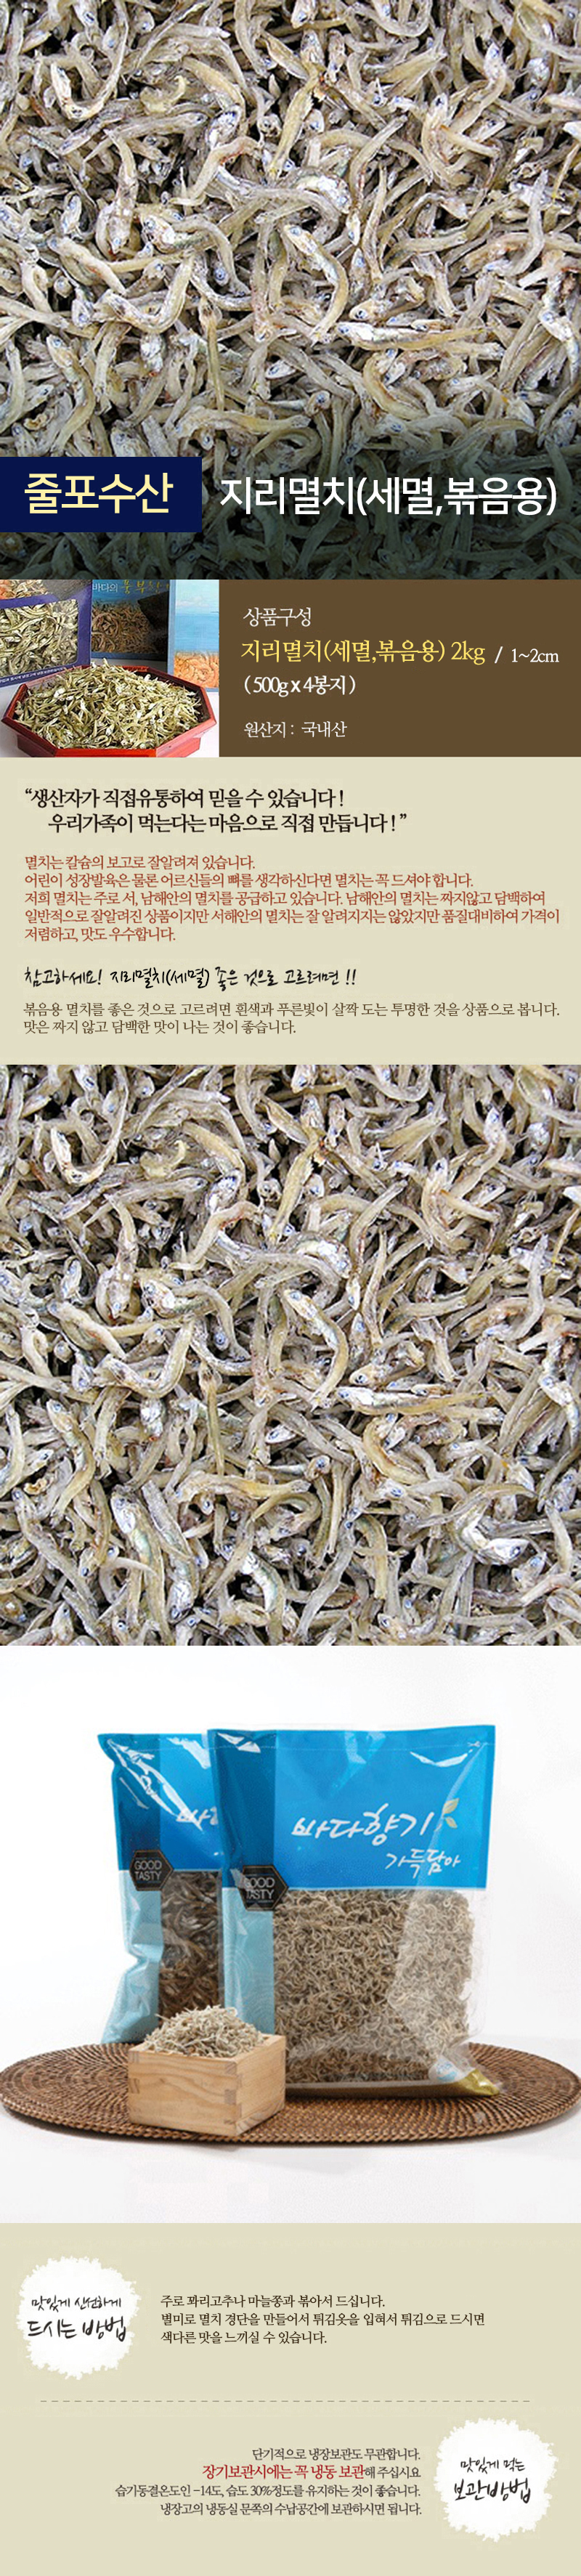 줄포수산
지리멸치(세멸,볶음용)
바다의
상품구성
지리멸치(세멸,볶음용) 2kg / 1~2cm
( 500g x 4봉지 )
원산지 : 국내산
“생산자가 직접유통하여 믿을 수 있습니다 !
우리가족이 먹는다는 마음으로 직접 만듭니다 ! ”
멸치는 칼슘의 보고로 잘알려져 있습니다.
어린이 성장발육은 물론 어르신들의 뼈를 생각하신다면 멸치는 꼭 드셔야 합니다.
저희 멸치는 주로 서, 남해안의 멸치를 공급하고 있습니다. 남해안의 멸치는 짜지않고 담백하여
일반적으로 잘알려진 상품이지만 서해안의 멸치는 잘 알려지지는 않았지만 품질대비하여 가격이
저렴하고, 맛도 우수합니다.
참고하세요! 지리멸치(세멸) 좋은 것으로 고르려면 !!
볶음용 멸치를 좋은 것으로 고르려면 흰색과 푸른빛이 살짝 도는 투명한 것을 상품으로 봅니다.
맛은 짜지 않고 담백한 맛이 나는 것이 좋습니다.
바다향기
가득담아
GOOD
TASTY
GOOD
TASTY
맛있게 신선하게
드시는 방법
주로 꽈리고추나 마늘쫑과 볶아서 드십니다.
별미로 멸치 경단을 만들어서 튀김옷을 입혀서 튀김으로 드시면
색다른 맛을 느끼실 수 있습니다.
단기적으로 냉장보관도 무관합니다.
장기보관시에는 꼭 냉동 보관해 주십시요
습기동결온도인 -14도, 습도 30%정도를 유지하는 것이 좋습니다.
냉장고의 냉동실 문쪽의 수납공간에 보관하시면 됩니다.
맛있게 먹는
보관방법